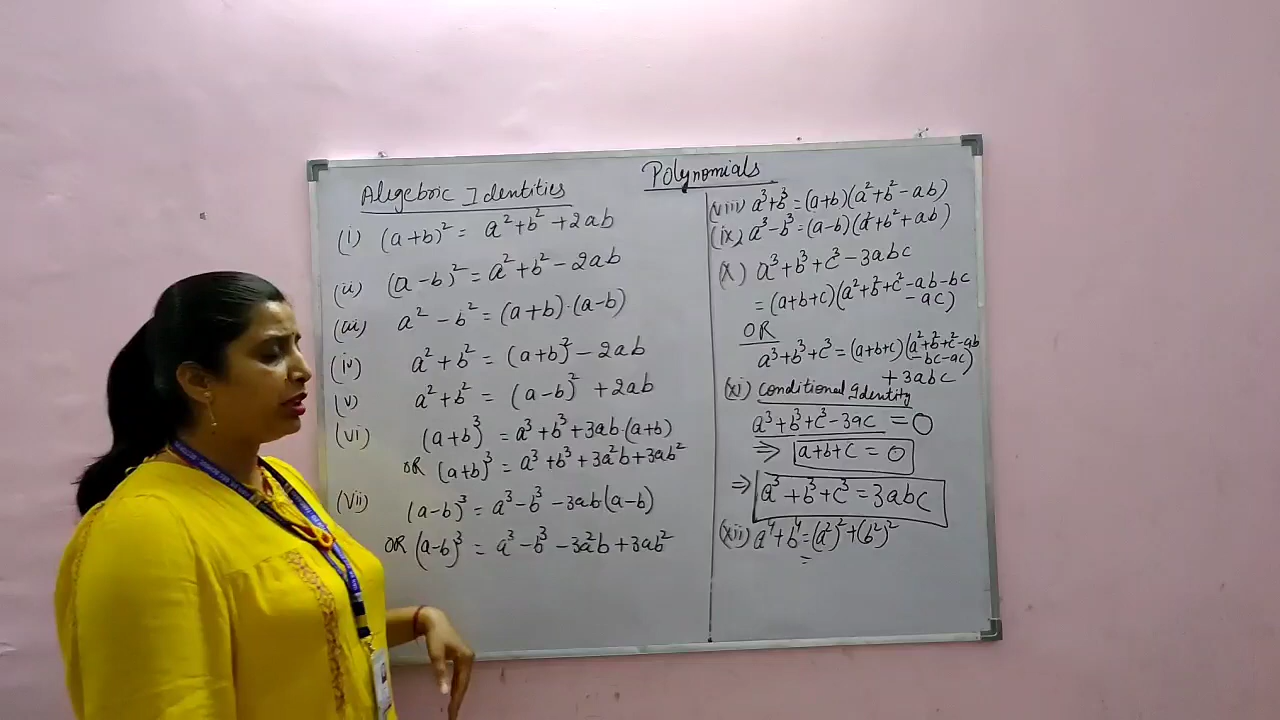 Polynomials
Alegebric Identities
(i) (a+b)² = a²+b²+2ab
(ii) (a-b)² = a²+b²-2ab
(iii) a²-b² = (a+b)·(a-b)
(iv) a²+b² = (a+b)²-2ab
(v) a²+b² = (a-b)²+2ab
(vi) (a+b)³ = a³+b³+3ab·(a+b)
OR (a+b)³ = a³+b³+3a²b+3ab²
(vii) (a-b)³ = a³-b³-3ab(a-b)
OR (a-b)³ = a³-b³-3a²b+3ab²
(viii) a³+b³ = (a+b)(a²+b²-ab)
(ix) a³-b³ = (a-b)(a²+b²+ab)
(x) a³+b³+c³-3abc
= (a+b+c)(a²+b²+c²-ab-bc
-ac)
OR
a³+b³+c³ = (a+b+c)(a²+b²+c²-ab
-bc-ac)
+3abc
(xi) conditional Identity
a³+b³+c³-3ac = 0
⇒ a+b+c = 0
⇒ a³+b³+c³ = 3abc
(xii) a⁴+b⁴ = (a²)²+(b²)²
=